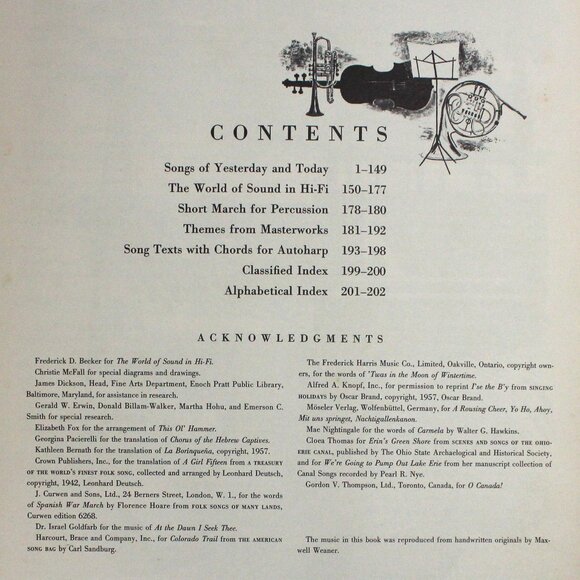 CONTENTS
Songs of Yesterday and Today 1–149
The World of Sound in Hi-Fi 150–177
Short March for Percussion 178–180
Themes from Masterworks 181–192
Song Texts with Chords for Autoharp 193–198
Classified Index 199–200
Alphabetical Index 201–202
ACKNOWLEDGMENTS
Frederick D. Becker for The World of Sound in Hi-Fi.
Christie McFall for special diagrams and drawings.
James Dickson, Head, Fine Arts Department, Enoch Pratt Public Library,
Baltimore, Maryland, for assistance in research.
Gerald W. Erwin, Donald Billam-Walker, Martha Hohu, and Emerson C.
Smith for special research.
Elizabeth Fox for the arrangement of This Ol' Hammer.
Georgina Pacierelli for the translation of Chorus of the Hebrew Captives.
Kathleen Bernath for the translation of La Borinqueña, copyright, 1957.
Crown Publishers, Inc., for the translation of A Girl Fifteen from A TREASURY
OF THE WORLD'S FINEST FOLK SONG, collected and arranged by Leonhard Deutsch,
copyright, 1942, Leonhard Deutsch.
J. Curwen and Sons, Ltd., 24 Berners Street, London, W. 1., for the words
of Spanish War March by Florence Hoare from FOLK SONGS OF MANY LANDS,
Curwen edition 6268.
Dr. Israel Goldfarb for the music of At the Dawn I Seek Thee.
Harcourt, Brace and Company, Inc., for Colorado Trail from THE AMERICAN
SONG BAG by Carl Sandburg.
The Frederick Harris Music Co., Limited, Oakville, Ontario, copyright own-
ers, for the words of 'Twas in the Moon of Wintertime.
Alfred A. Knopf, Inc., for permission to reprint I'se the B'y from SINGING
HOLIDAYS by Oscar Brand, copyright, 1957, Oscar Brand.
Möseler Verlag, Wolfenbüttel, Germany, for A Rousing Cheer, Yo Ho, Ahoy,
Mit uns springet, Nachtigallenkanon.
Mae Nightingale for the words of Carmela by Walter G. Hawkins.
Cloea Thomas for Erin's Green Shore from SCENES AND SONGS OF THE OHIO-
ERIE CANAL, published by The Ohio State Archaelogical and Historical Society,
and for We're Going to Pump Out Lake Erie from her manuscript collection of
Canal Songs recorded by Pearl R. Nye.
Gordon V. Thompson, Ltd., Toronto, Canada, for O Canada!
The music in this book was reproduced from handwritten originals by Max-
well Weaner.